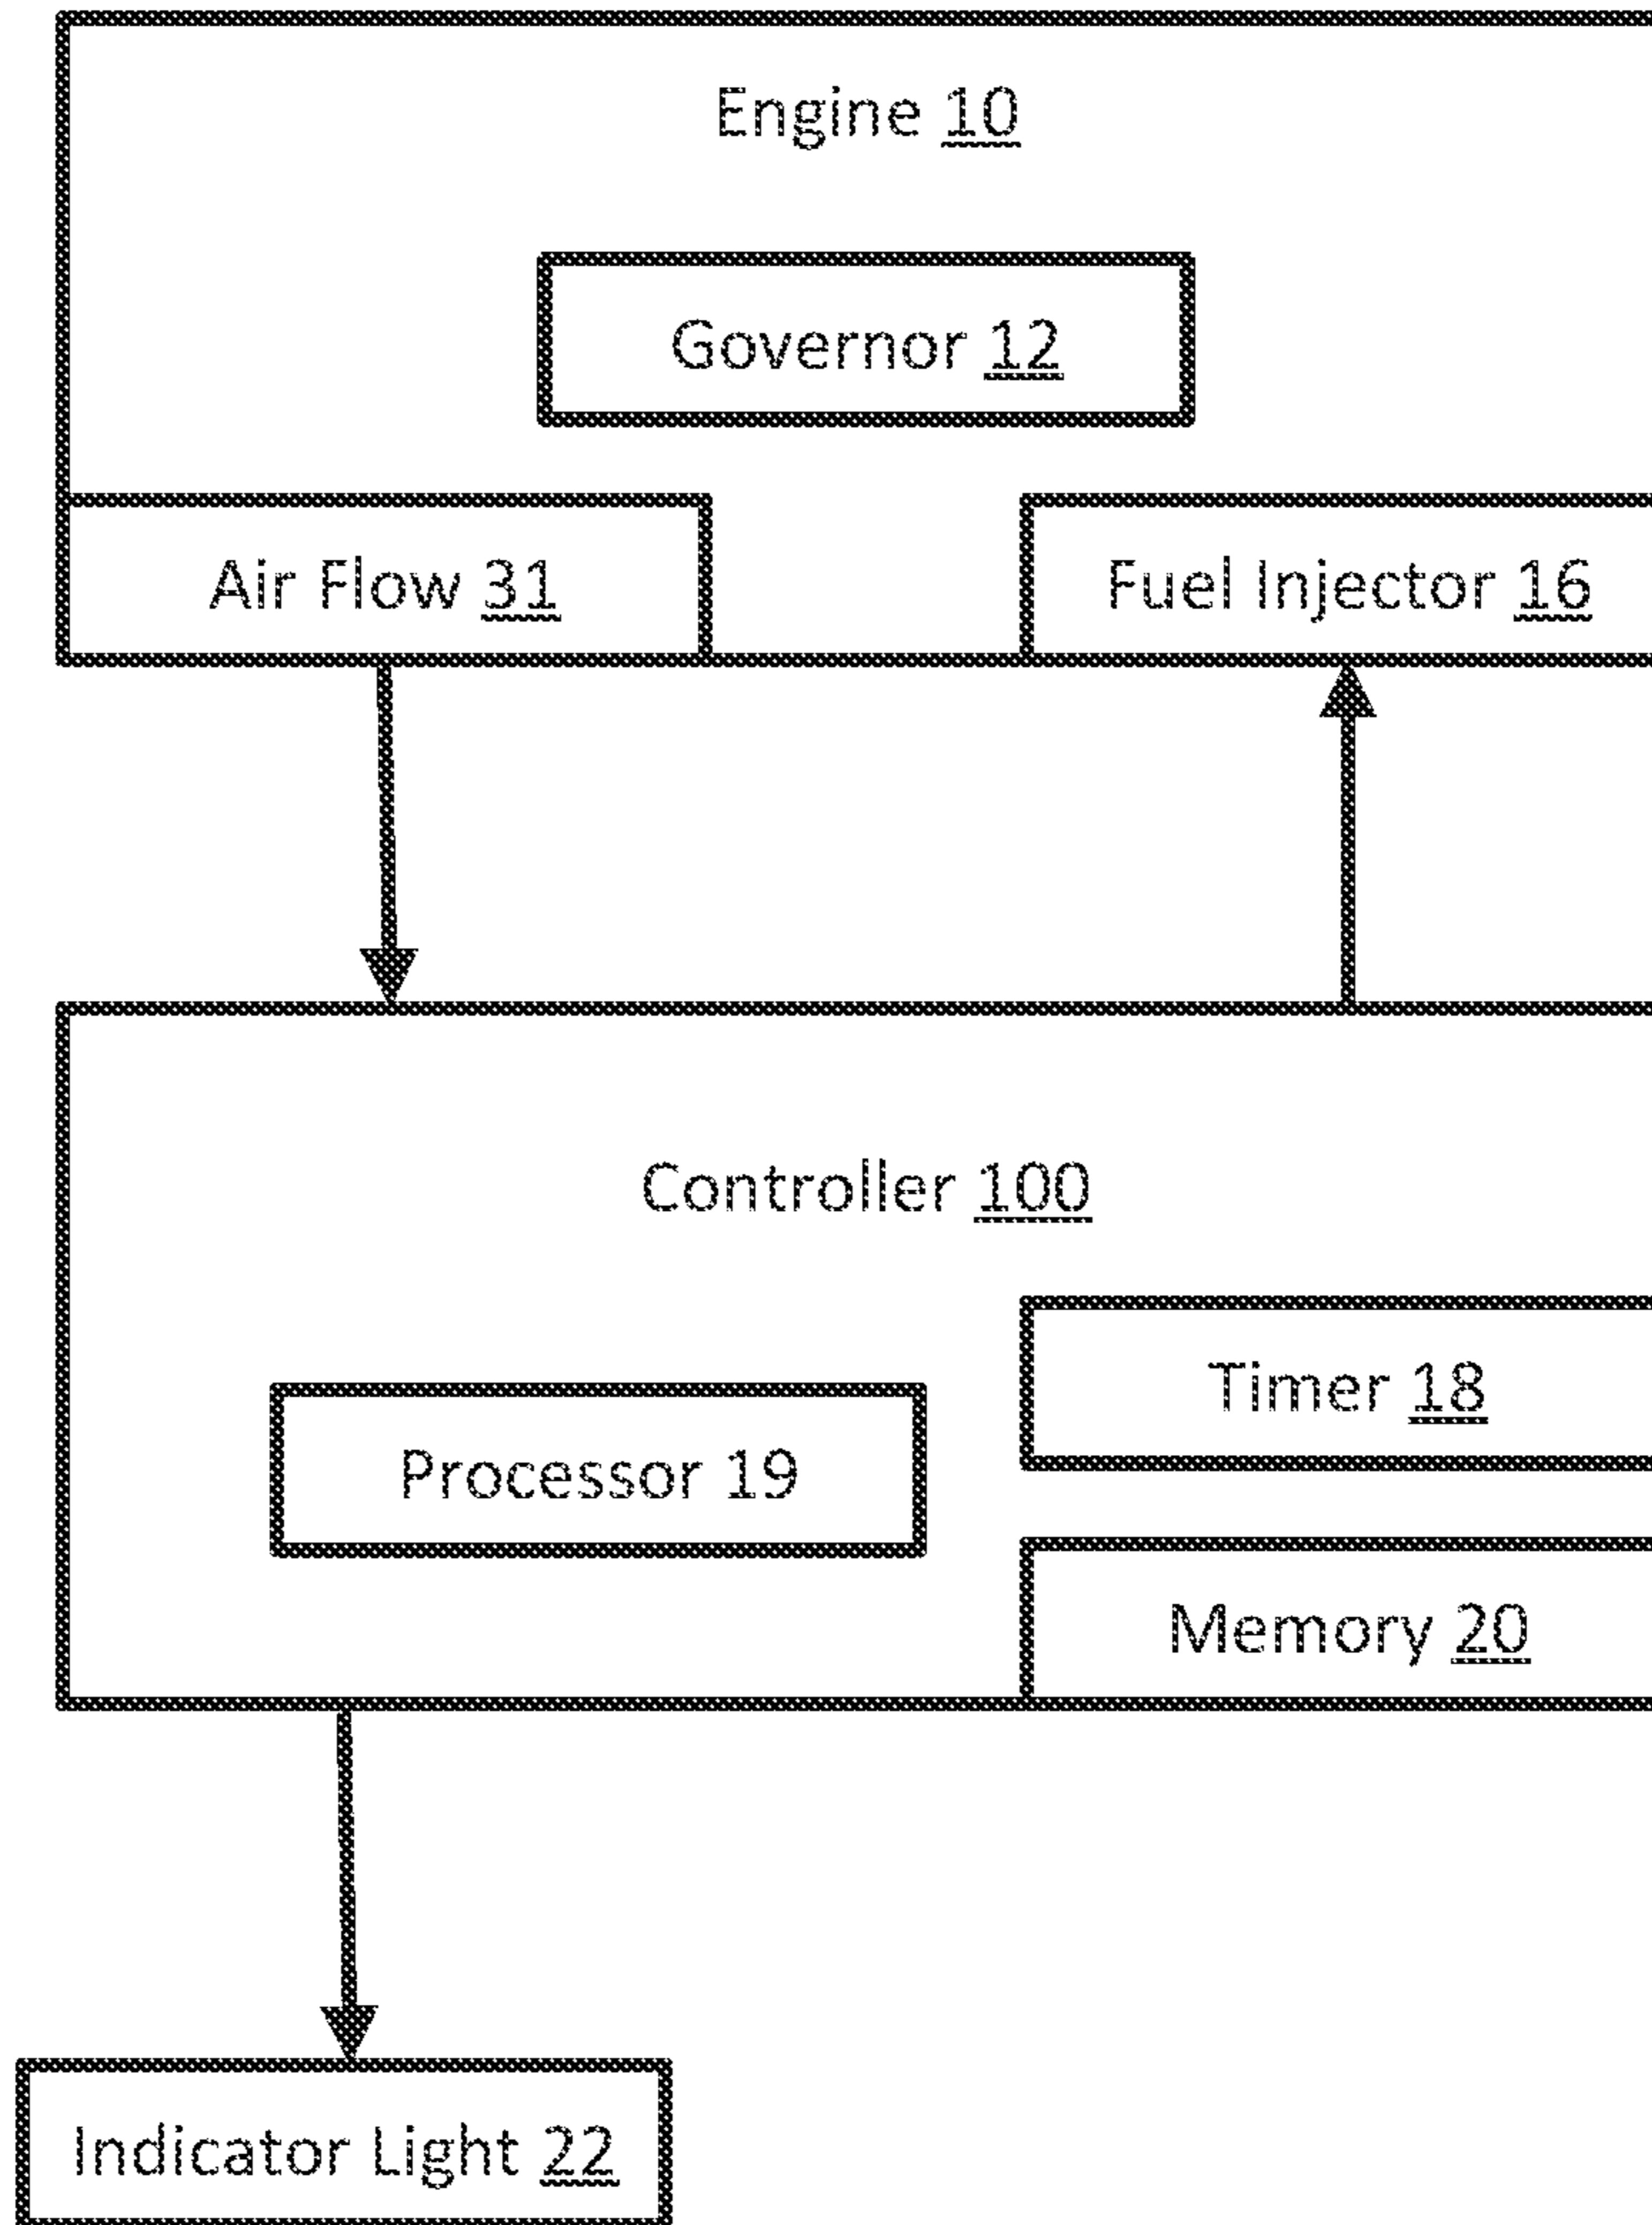 Engine 10
Governor 12
Air Flow 31
Fuel Injector 16
Controller 100
Timer 18
Processor 19
Memory 20
Indicator Light 22